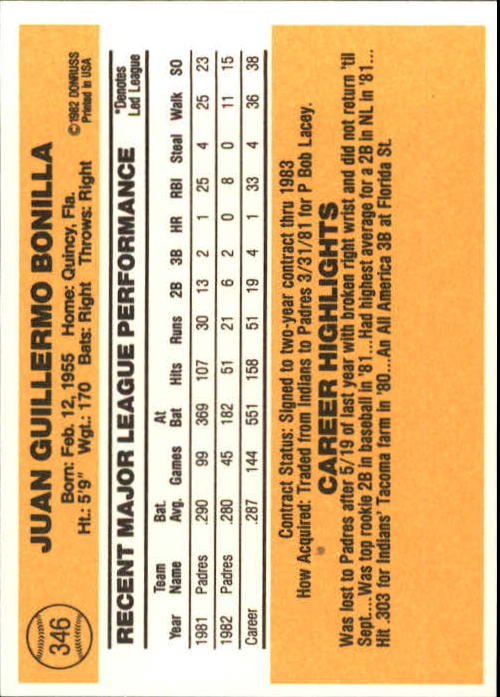 346
JUAN GUILLERMO BONILLA
Born: Feb. 12, 1955 Home: Quincy, Fla.
Ht.: 5'9" Wgt.: 170 Bats: Right Throws: Right
©1982 DONRUSS
Printed in USA
RECENT MAJOR LEAGUE PERFORMANCE
*Denotes
Led League
Year Team Name Bat. Avg. Games At Bat Hits Runs 2B 3B HR RBI Steal Walk SO
1981 Padres .290 99 369 107 30 13 2 1 25 4 25 23
1982 Padres .280 45 182 51 21 6 2 0 8 0 11 15
Career .287 144 551 158 51 19 4 1 33 4 36 38
Contract Status: Signed to two-year contract thru 1983
How Acquired: Traded from Indians to Padres 3/31/81 for P Bob Lacey.
CAREER HIGHLIGHTS
Was lost to Padres after 5/19 of last year with broken right wrist and did not return 'til
Sept....Was top rookie 2B in baseball in '81...Had highest average for a 2B in NL in '81...
Hit .303 for Indians' Tacoma farm in '80...An All America 3B at Florida St.